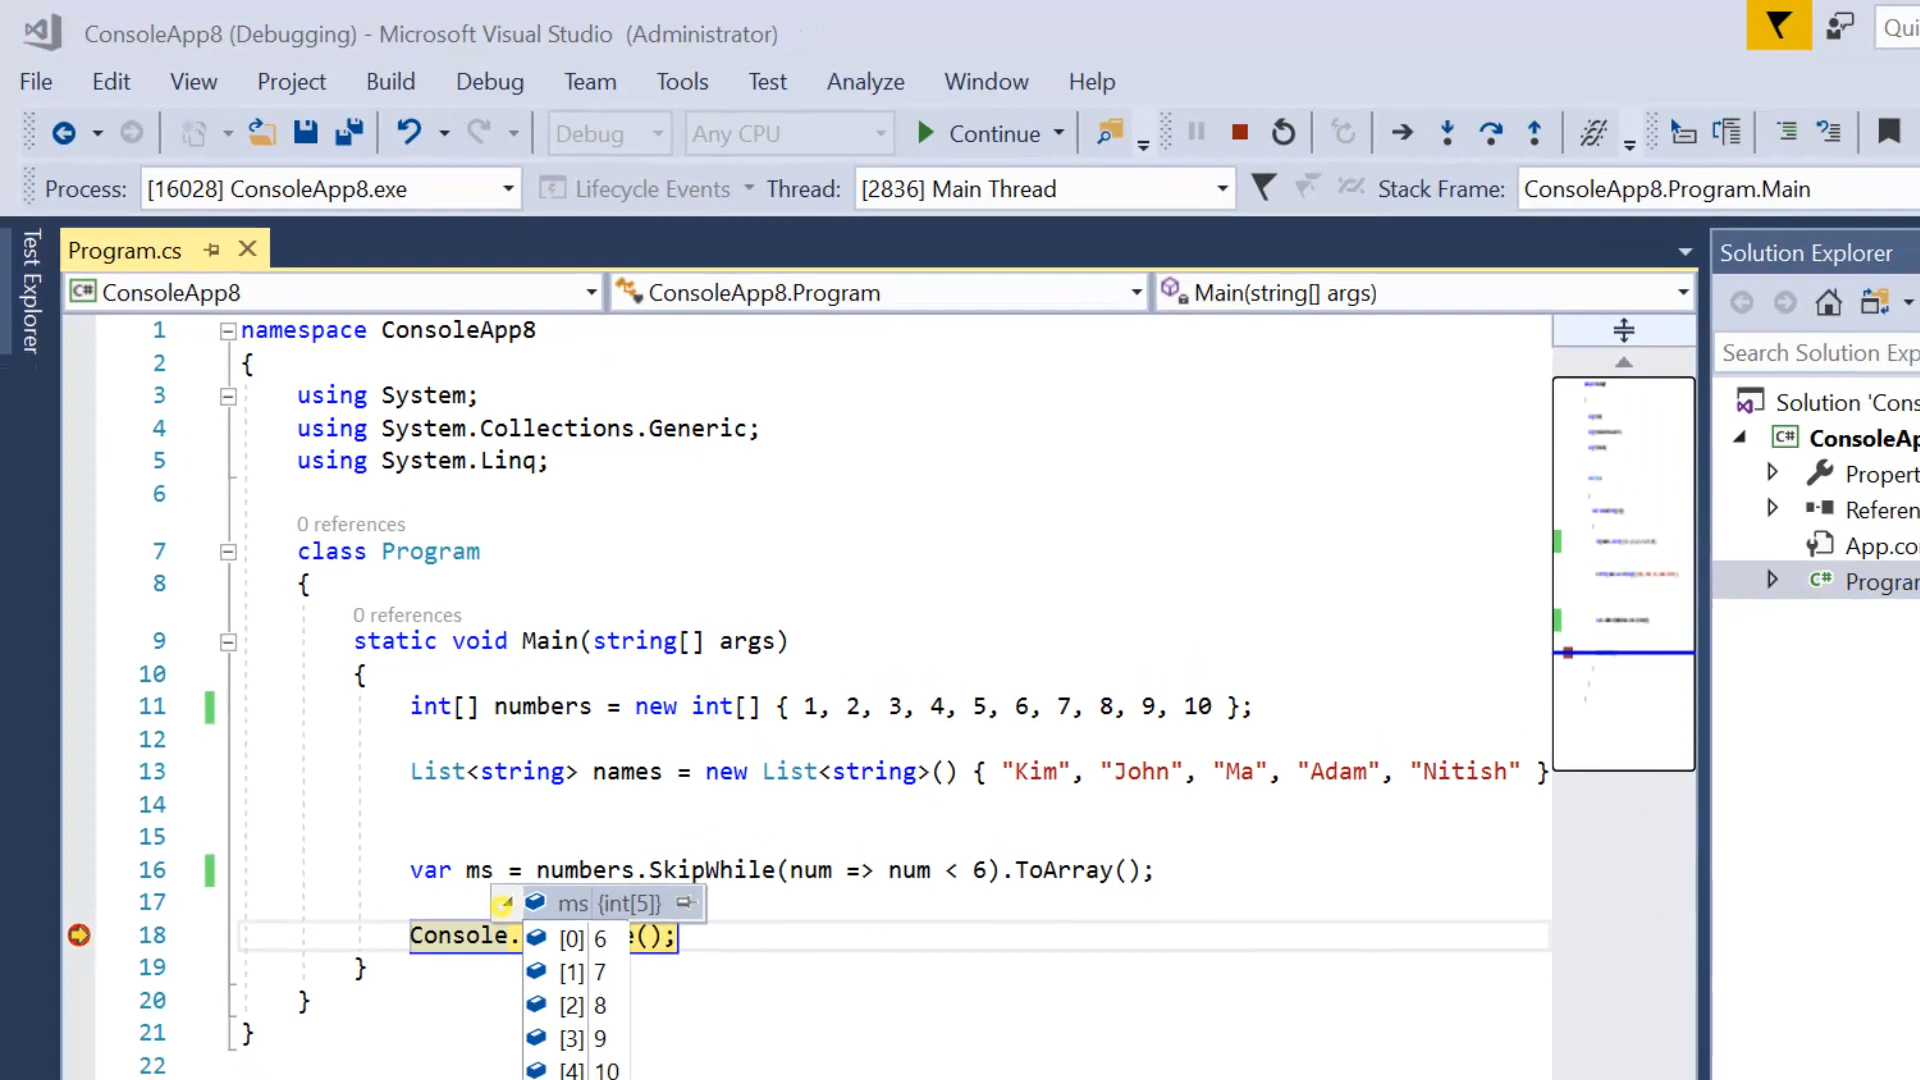 ConsoleApp8 (Debugging) - Microsoft Visual Studio (Administrator)
Qui
File Edit View Project Build Debug Team Tools Test Analyze Window Help
Debug Any CPU Continue
Process: [16028] ConsoleApp8.exe Lifecycle Events Thread: [2836] Main Thread Stack Frame: ConsoleApp8.Program.Main
Test Explorer
Program.cs
Solution Explorer
C# ConsoleApp8 ConsoleApp8.Program Main(string[] args)
Search Solution Exp
Solution 'Cons
C# ConsoleAp
Propert
Referen
App.co
C# Progra
1 namespace ConsoleApp8
2 {
3 using System;
4 using System.Collections.Generic;
5 using System.Linq;
6
0 references
7 class Program
8 {
0 references
9 static void Main(string[] args)
10 {
11 int[] numbers = new int[] { 1, 2, 3, 4, 5, 6, 7, 8, 9, 10 };
12
13 List<string> names = new List<string>() { "Kim", "John", "Ma", "Adam", "Nitish" }
14
15
16 var ms = numbers.SkipWhile(num => num < 6).ToArray();
17 ms {int[5]}
18 Console. e();
[0] 6
19 }
[1] 7
20 }
[2] 8
21 }
[3] 9
22
[4] 10